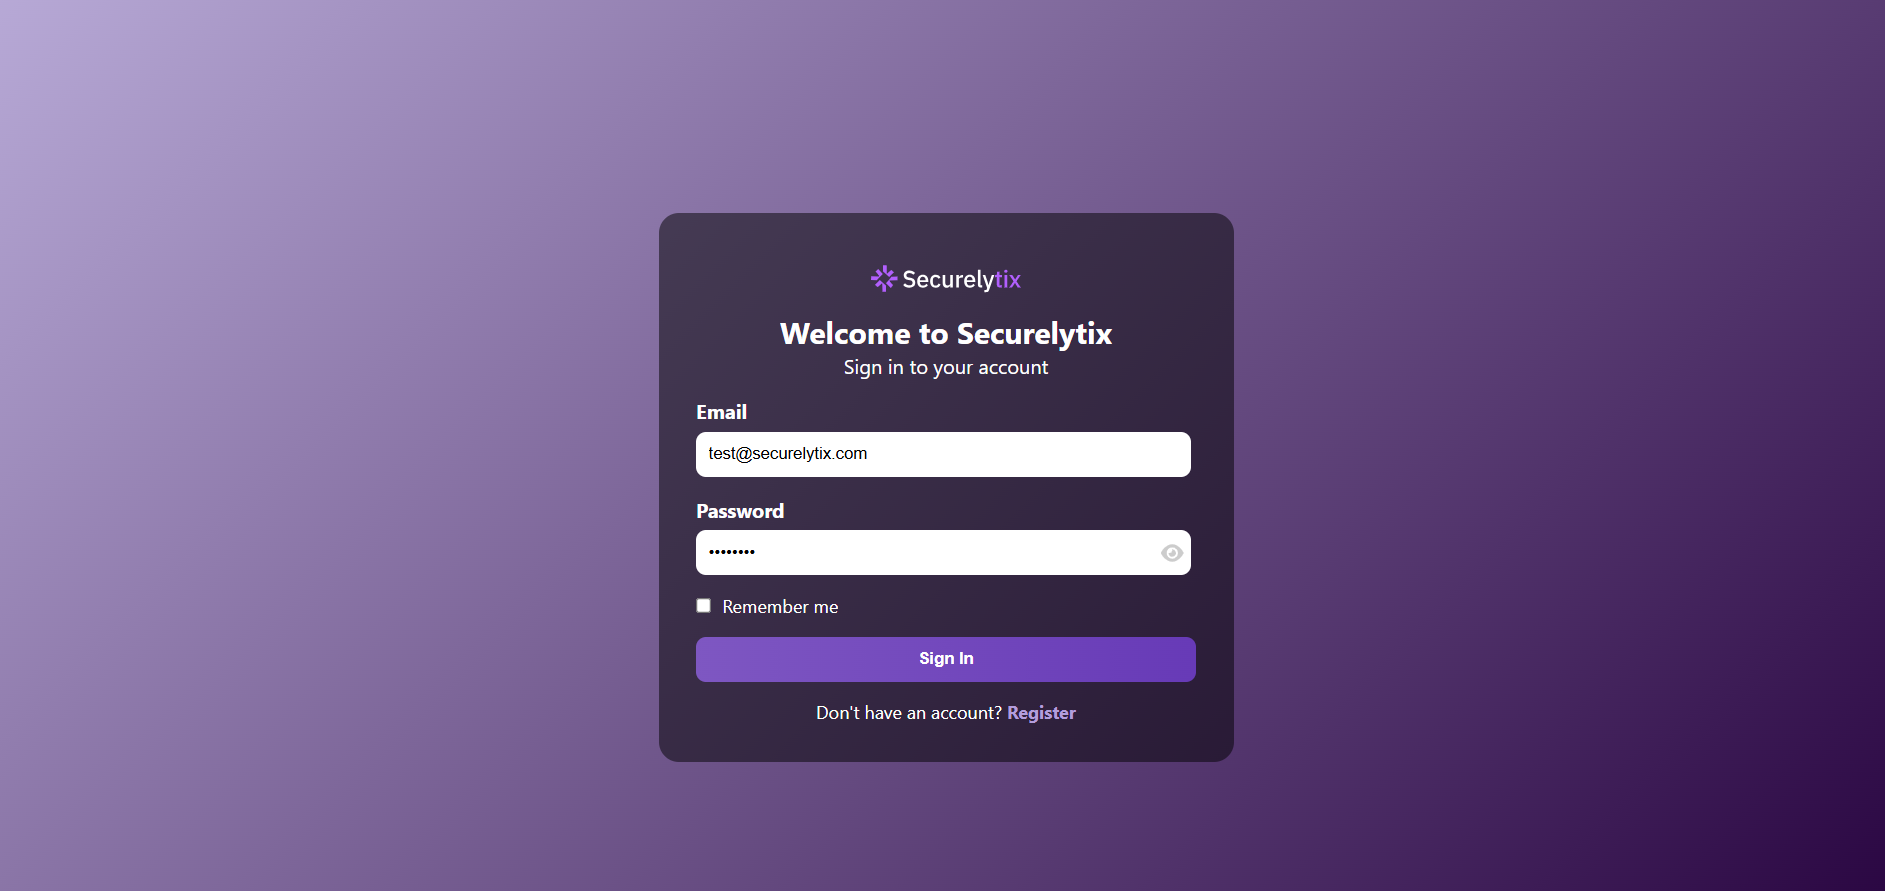 Securelytix
Welcome to Securelytix
Sign in to your account
Email
test@securelytix.com
Password
••••••••
Remember me
Sign In
Don't have an account? Register